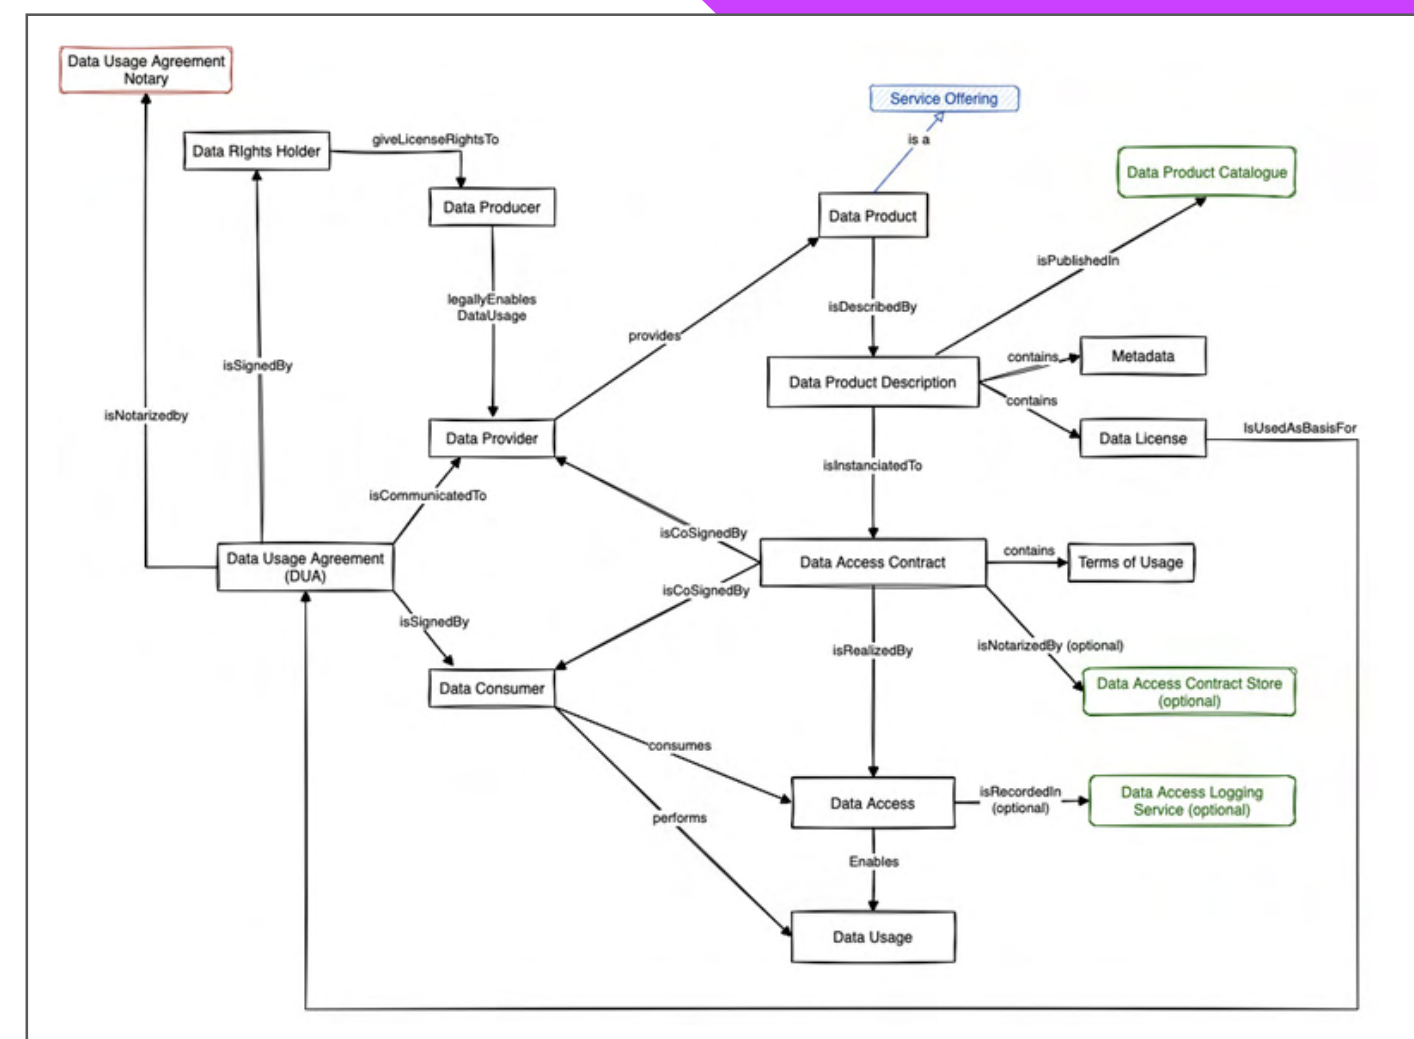 Data Usage Agreement
Notary
Service Offering
is a
giveLicenseRightsTo
Data RIghts Holder
Data Product Catalogue
Data Producer
Data Product
isPublishedIn
legallyEnables
DataUsage
isDescribedBy
provides
isSignedBy
contains
Metadata
Data Product Description
contains
isNotarizedby
Data Provider
Data License
IsUsedAsBasisFor
isInstanciatedTo
isCommunicatedTo
isCoSignedBy
Data Usage Agreement
(DUA)
Data Access Contract
contains
Terms of Usage
isCoSignedBy
isSignedBy
isRealizedBy
isNotarizedBy (optional)
Data Consumer
Data Access Contract Store
(optional)
consumes
Data Access
isRecordedIn
(optional)
Data Access Logging
Service (optional)
performs
Enables
Data Usage